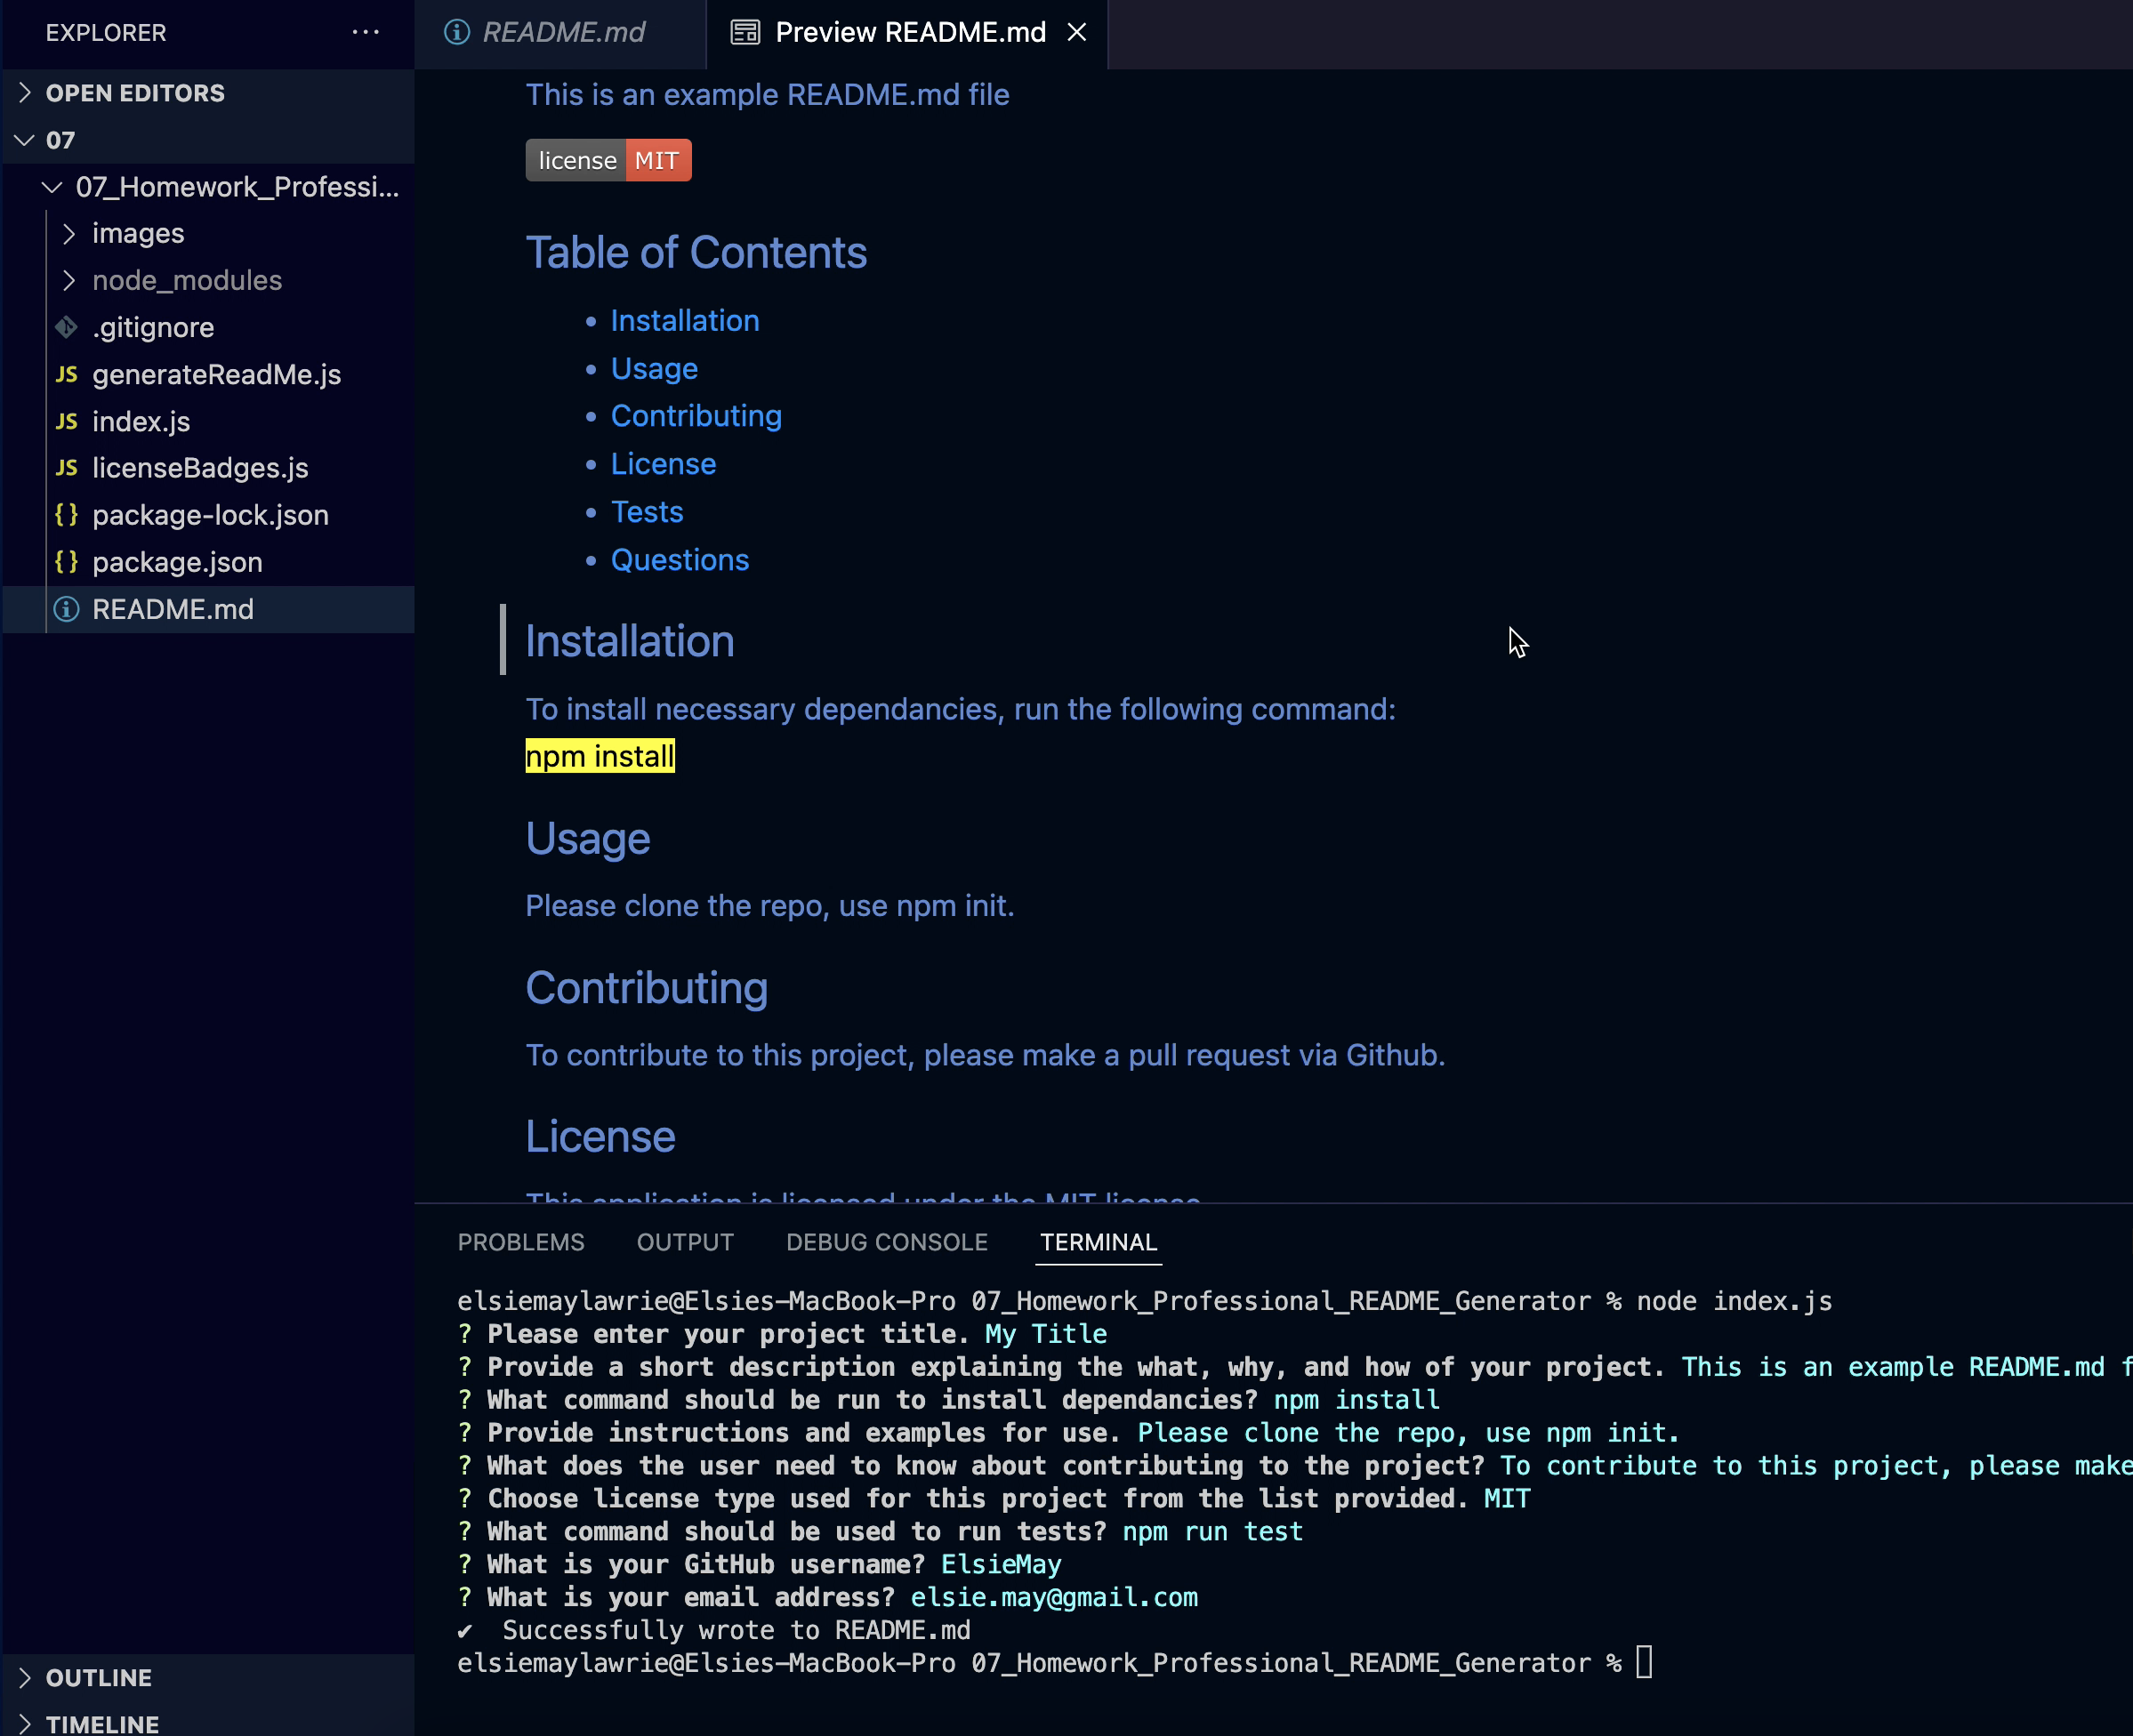 EXPLORER
OPEN EDITORS
07
07_Homework_Professi...
images
node_modules
.gitignore
JS generateReadMe.js
JS index.js
JS licenseBadges.js
{} package-lock.json
{} package.json
README.md
OUTLINE
TIMELINE
README.md
Preview README.md
This is an example README.md file
license MIT
Table of Contents
• Installation
• Usage
• Contributing
• License
• Tests
• Questions
Installation
To install necessary dependancies, run the following command:
npm install
Usage
Please clone the repo, use npm init.
Contributing
To contribute to this project, please make a pull request via Github.
License
This application is licensed under the MIT license
PROBLEMS OUTPUT DEBUG CONSOLE TERMINAL
elsiemaylawrie@Elsies-MacBook-Pro 07_Homework_Professional_README_Generator % node index.js
? Please enter your project title. My Title
? Provide a short description explaining the what, why, and how of your project. This is an example README.md f
? What command should be run to install dependancies? npm install
? Provide instructions and examples for use. Please clone the repo, use npm init.
? What does the user need to know about contributing to the project? To contribute to this project, please make
? Choose license type used for this project from the list provided. MIT
? What command should be used to run tests? npm run test
? What is your GitHub username? ElsieMay
? What is your email address? elsie.may@gmail.com
✔ Successfully wrote to README.md
elsiemaylawrie@Elsies-MacBook-Pro 07_Homework_Professional_README_Generator %